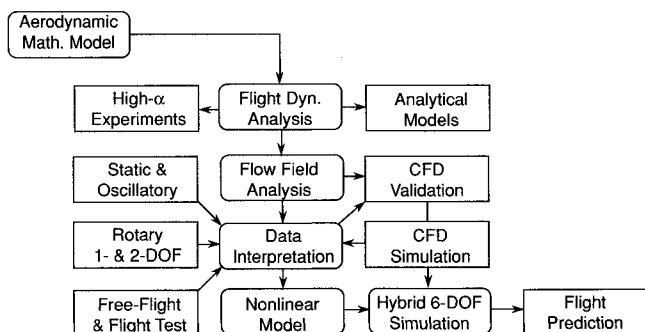 Aerodynamic
Math. Model
High-α
Experiments
Flight Dyn.
Analysis
Analytical
Models
Static &
Oscillatory
Flow Field
Analysis
CFD
Validation
Rotary
1- & 2-DOF
Data
Interpretation
CFD
Simulation
Free-Flight
& Flight Test
Nonlinear
Model
Hybrid 6-DOF
Simulation
Flight
Prediction